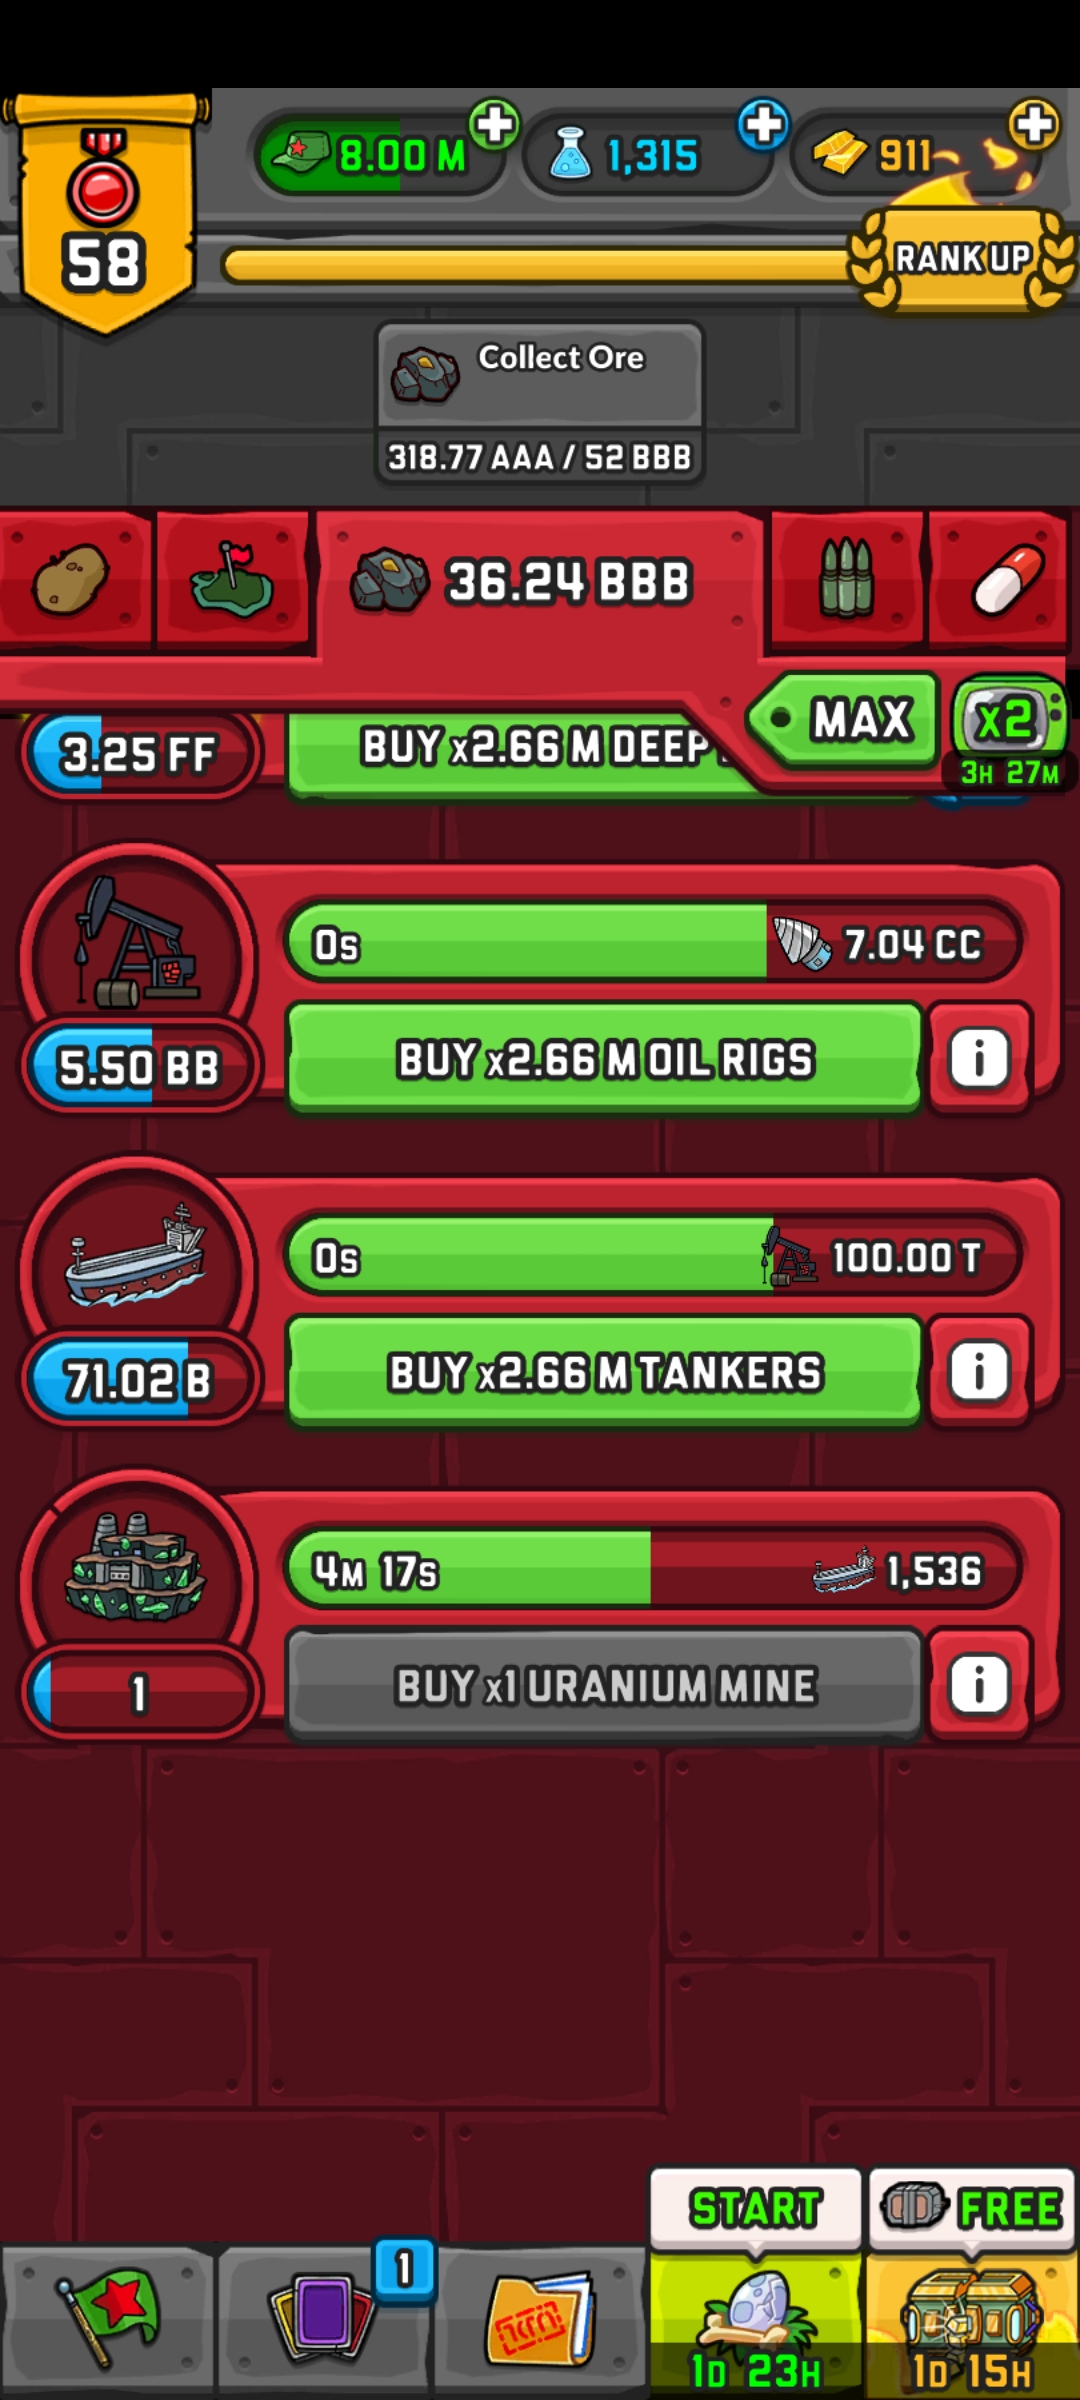 8.00 M
1,315
911
58
RANK UP
Collect Ore
318.77 AAA / 52 BBB
36.24 BBB
MAX
x2
3H 27M
3.25 FF
BUY x2.66 M DEEP
0s
7.04 CC
5.50 BB
BUY x2.66 M OIL RIGS
i
0s
100.00 T
71.02 B
BUY x2.66 M TANKERS
i
4M 17s
1,536
1
BUY x1 URANIUM MINE
i
START
FREE
1
1D 23H
1D 15H